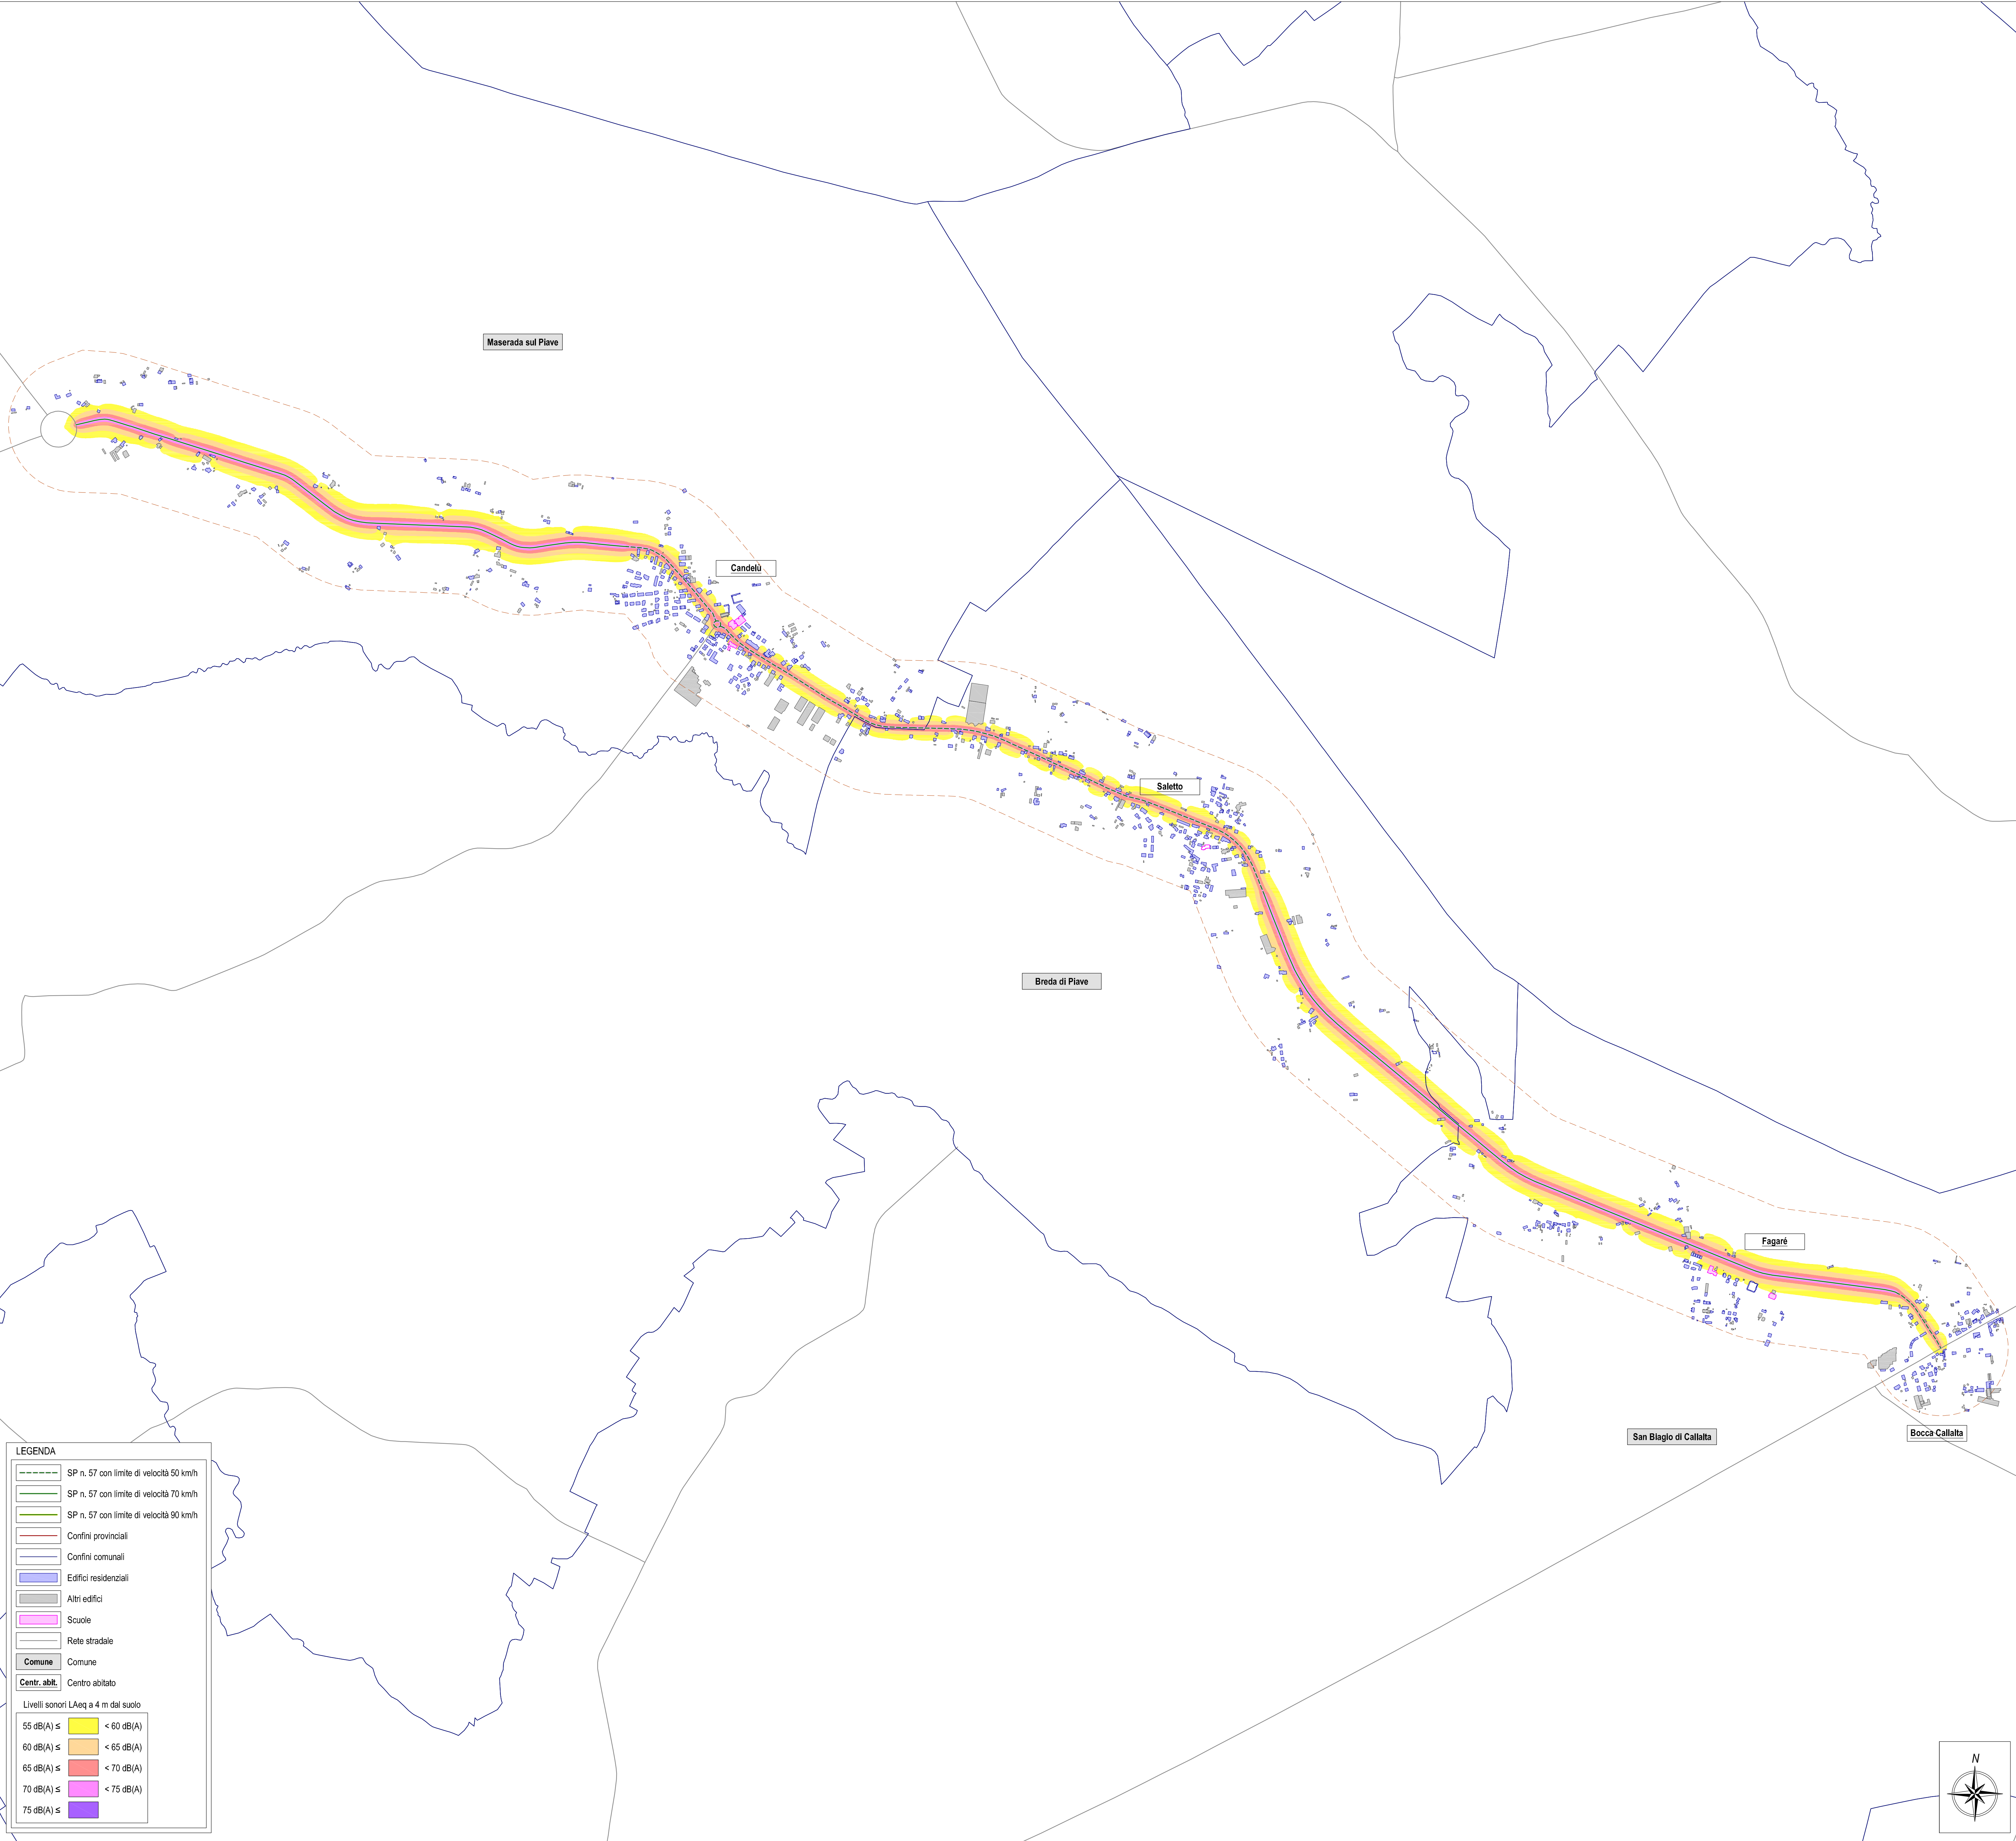 Maserada sul Piave
Candelù
Saletto
Breda di Piave
Fagaré
San Biagio di Callalta
Bocca Callalta
LEGENDA
SP n. 57 con limite di velocità 50 km/h
SP n. 57 con limite di velocità 70 km/h
SP n. 57 con limite di velocità 90 km/h
Confini provinciali
Confini comunali
Edifici residenziali
Altri edifici
Scuole
Rete stradale
Comune Comune
Centr. abit. Centro abitato
Livelli sonori LAeq a 4 m dal suolo
55 dB(A) ≤ < 60 dB(A)
60 dB(A) ≤ < 65 dB(A)
65 dB(A) ≤ < 70 dB(A)
70 dB(A) ≤ < 75 dB(A)
75 dB(A) ≤
N